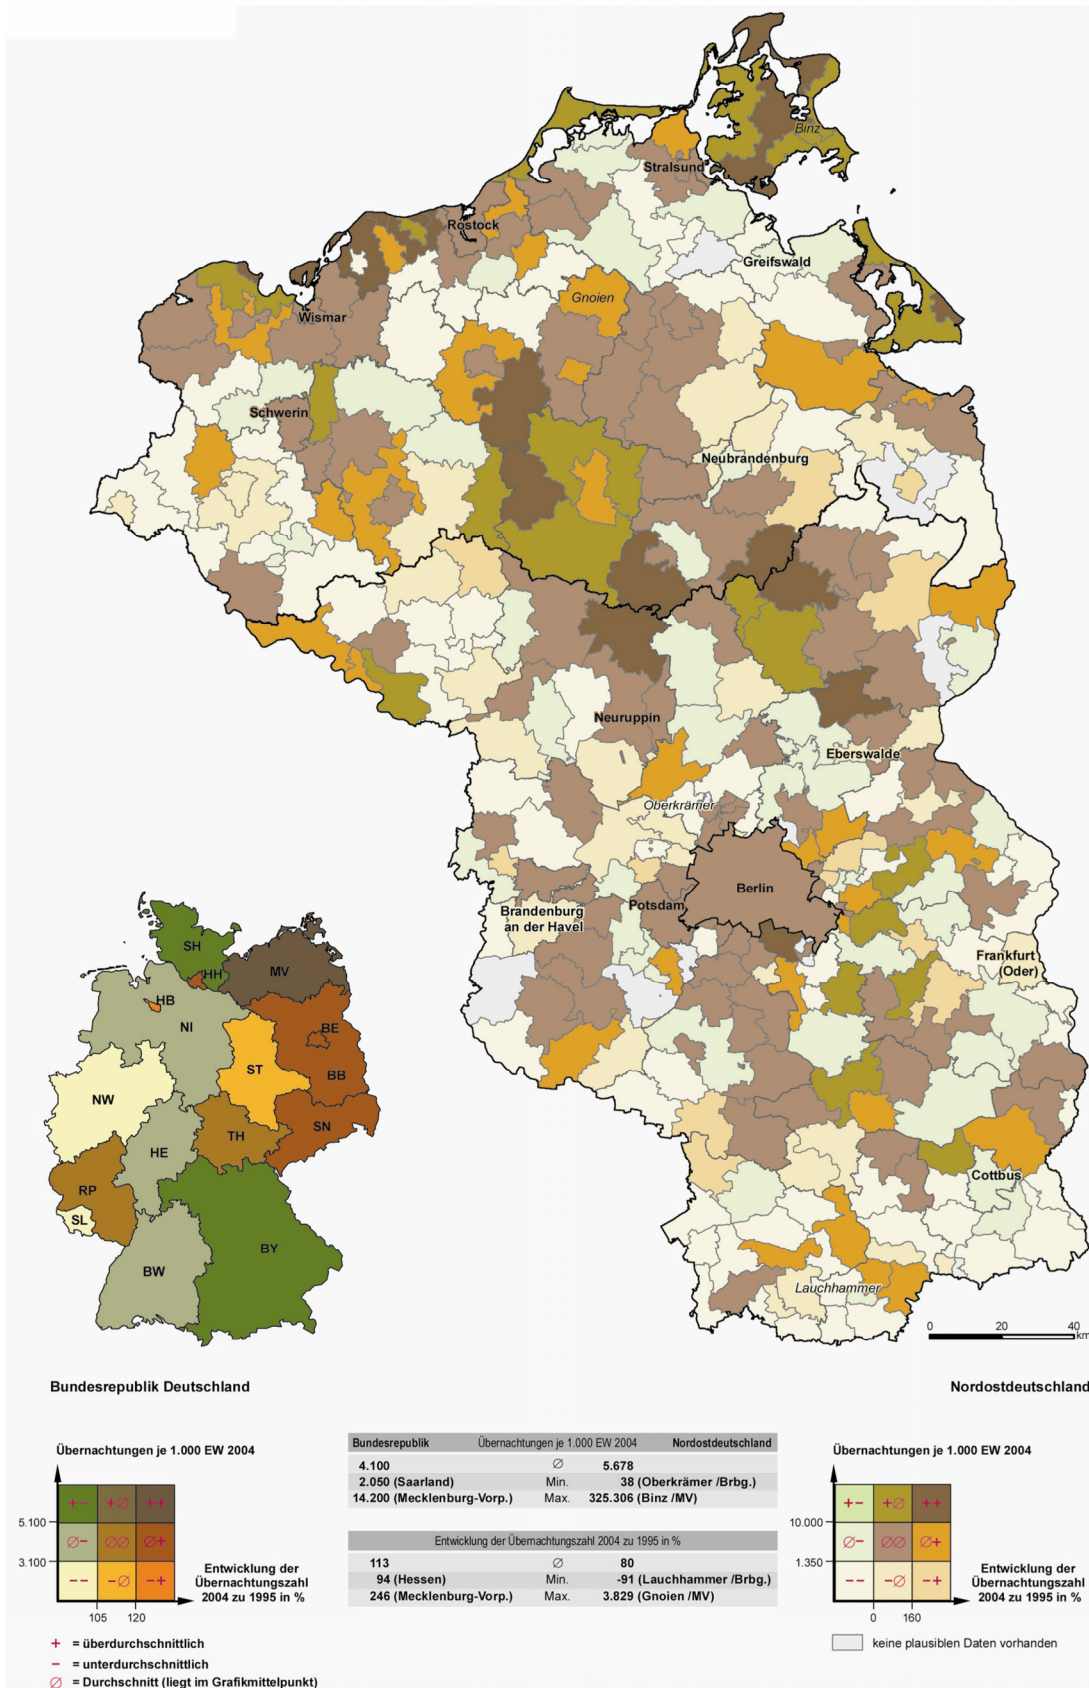 Binz
Stralsund
Rostock
Greifswald
Gnoien
Wismar
Schwerin
Neubrandenburg
Neuruppin
Eberswalde
Oberkrämer
Berlin
Potsdam
Brandenburg
an der Havel
Frankfurt
(Oder)
SH
HH
MV
HB
NI
BE
ST
BB
NW
SN
TH
HE
RP
SL
BY
BW
Cottbus
Lauchhammer
0 20 40
km
Bundesrepublik Deutschland
Nordostdeutschland
Übernachtungen je 1.000 EW 2004
+- +∅ ++
5.100
∅- ∅∅ ∅+
3.100
-- -∅ -+
Entwicklung der
Übernachtungszahl
2004 zu 1995 in %
105 120
+ = überdurchschnittlich
- = unterdurchschnittlich
∅ = Durchschnitt (liegt im Grafikmittelpunkt)
Bundesrepublik Übernachtungen je 1.000 EW 2004 Nordostdeutschland
4.100 ∅ 5.678
2.050 (Saarland) Min. 38 (Oberkrämer /Brbg.)
14.200 (Mecklenburg-Vorp.) Max. 325.306 (Binz /MV)
Entwicklung der Übernachtungszahl 2004 zu 1995 in %
113 ∅ 80
94 (Hessen) Min. -91 (Lauchhammer /Brbg.)
246 (Mecklenburg-Vorp.) Max. 3.829 (Gnoien /MV)
Übernachtungen je 1.000 EW 2004
+- +∅ ++
10.000
∅- ∅∅ ∅+
1.350
-- -∅ -+
Entwicklung der
Übernachtungszahl
2004 zu 1995 in %
0 160
keine plausiblen Daten vorhanden